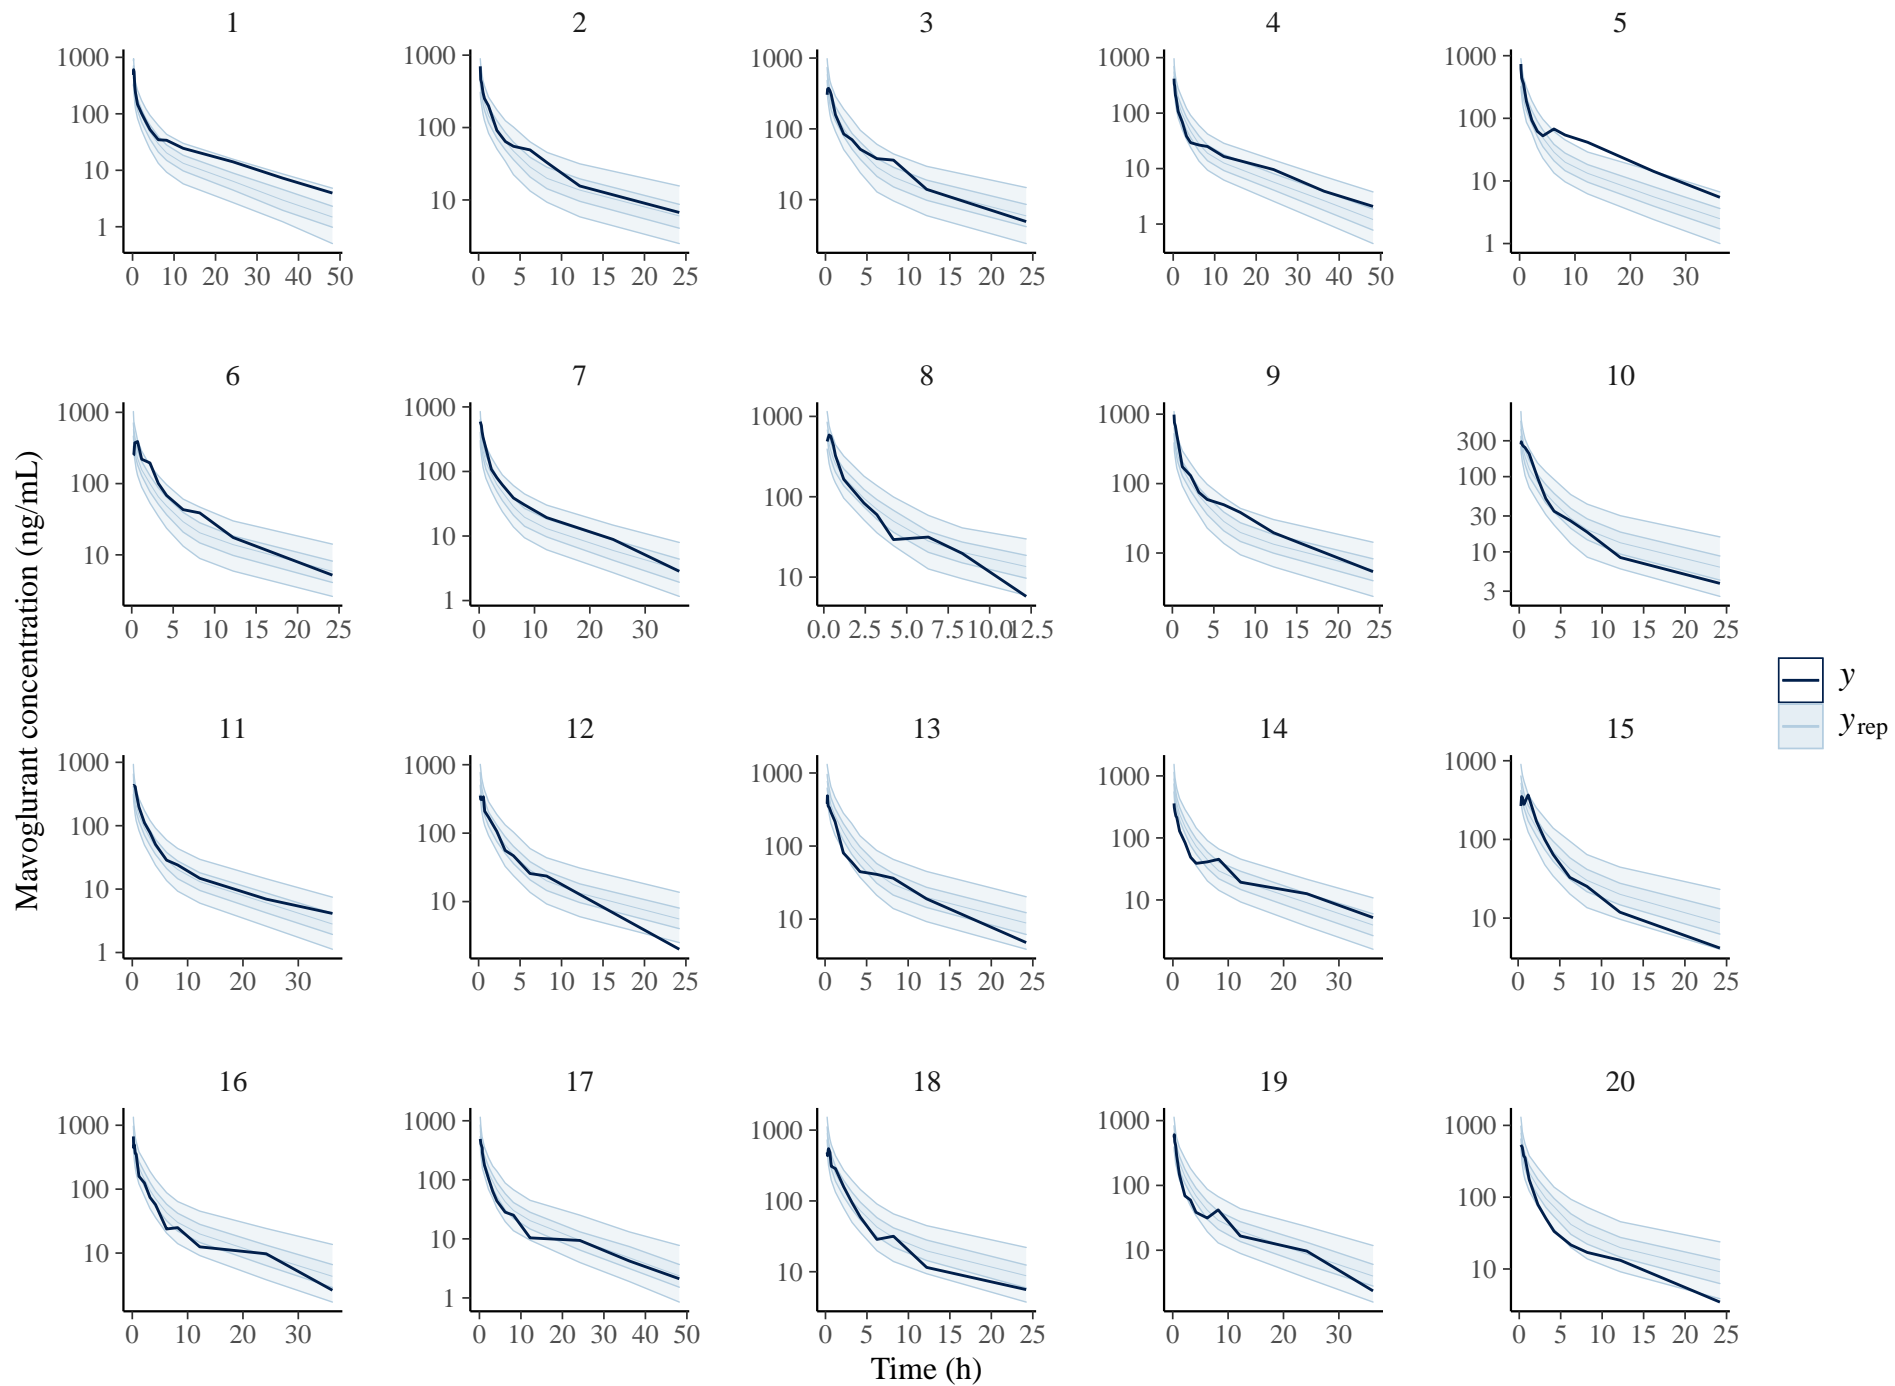 1 2 3 4 5
1000 1000 1000 1000 1000
100 100 100 100 100
10 10 10 10 10
1 1 1
0 10 20 30 40 50 0 5 10 15 20 25 0 5 10 15 20 25 0 10 20 30 40 50 0 10 20 30
6 7 8 9 10
1000 1000 1000 1000 300
100 100 100 100 100
10 10 10 10 30
1 10
3
0 5 10 15 20 25 0 10 20 30 0.0 2.5 5.0 7.5 10.0 12.5 0 5 10 15 20 25 0 5 10 15 20 25
Mavoglurant concentration (ng/mL)
y
yrep
11 12 13 14 15
1000 1000 1000 1000 1000
100 100 100 100 100
10 10 10 10 10
1
0 10 20 30 0 5 10 15 20 25 0 5 10 15 20 25 0 10 20 30 0 5 10 15 20 25
16 17 18 19 20
1000 1000 1000 1000 1000
100 100 100 100 100
10 10 10 10 10
1
0 10 20 30 0 10 20 30 40 50 0 5 10 15 20 25 0 10 20 30 0 5 10 15 20 25
Time (h)